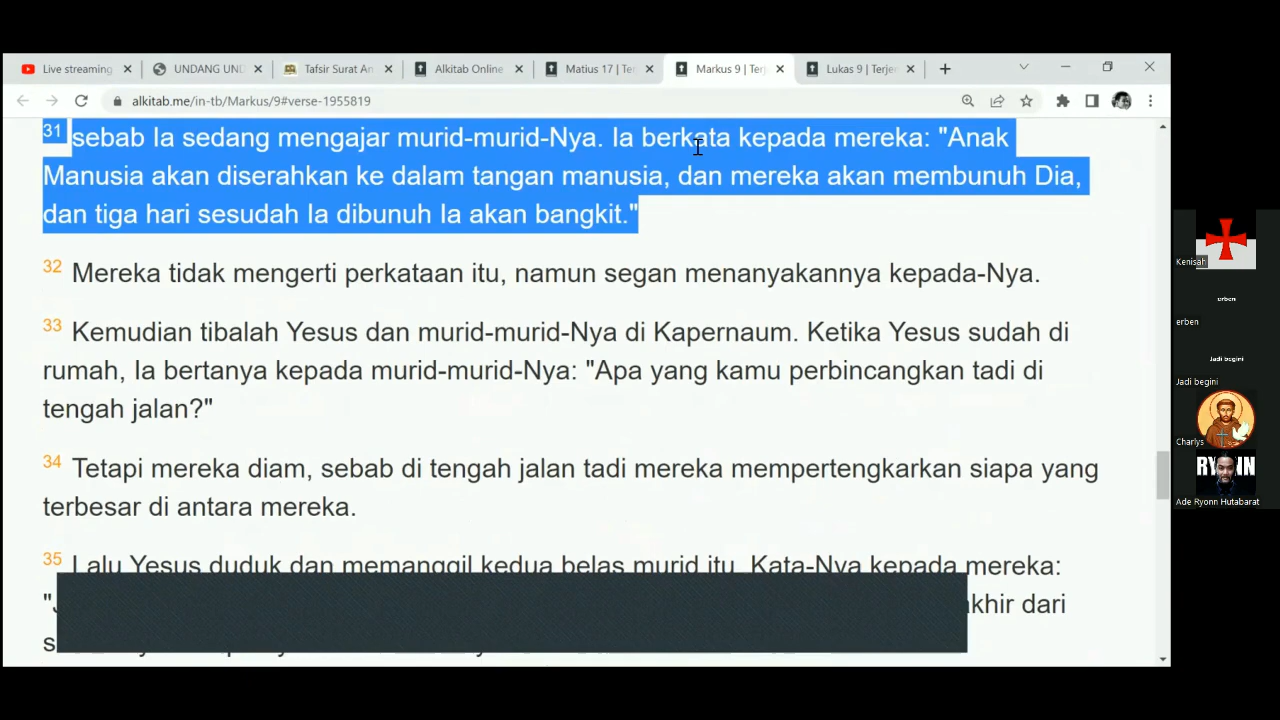 Live streaming
UNDANG UND
Tafsir Surat An
Alkitab Online
Matius 17 | Ter
Markus 9 | Terj
Lukas 9 | Terje
alkitab.me/in-tb/Markus/9#verse-1955819
31 sebab Ia sedang mengajar murid-murid-Nya. Ia berkata kepada mereka: "Anak
Manusia akan diserahkan ke dalam tangan manusia, dan mereka akan membunuh Dia,
dan tiga hari sesudah Ia dibunuh Ia akan bangkit."
32 Mereka tidak mengerti perkataan itu, namun segan menanyakannya kepada-Nya.
33 Kemudian tibalah Yesus dan murid-murid-Nya di Kapernaum. Ketika Yesus sudah di
rumah, Ia bertanya kepada murid-murid-Nya: "Apa yang kamu perbincangkan tadi di
tengah jalan?"
34 Tetapi mereka diam, sebab di tengah jalan tadi mereka mempertengkarkan siapa yang
terbesar di antara mereka.
35 Lalu Yesus duduk dan memanggil kedua belas murid itu. Kata-Nya kepada mereka:
dari
Kenisah
erben
erben
Jadi begini
Jadi begini
Charlys
RYONN
Ade Ryonn Hutabarat